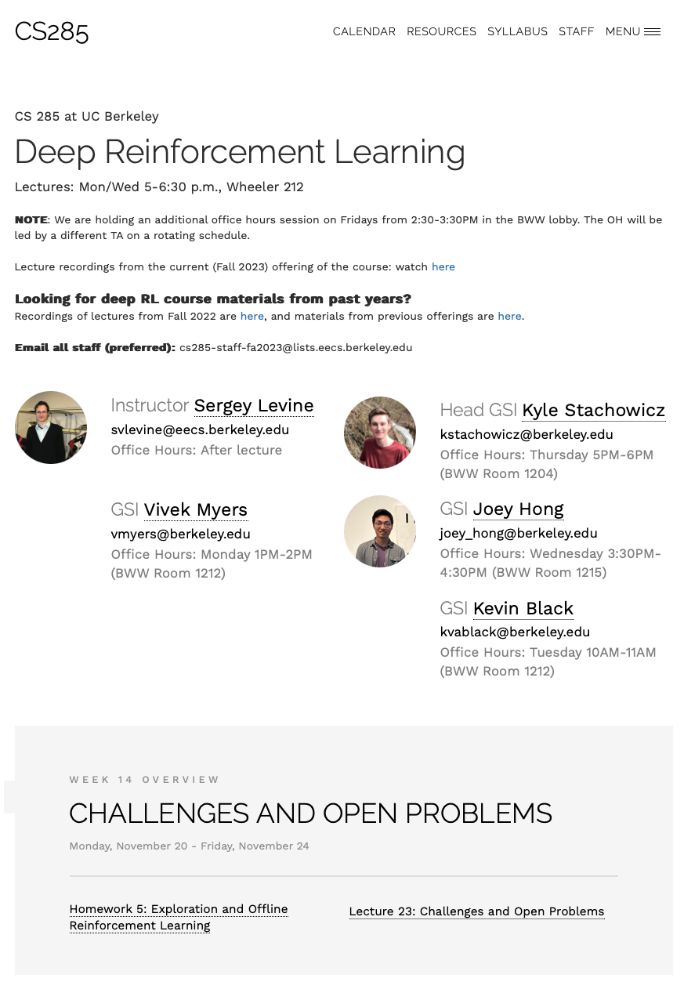 CS285
CALENDAR RESOURCES SYLLABUS STAFF MENU
CS 285 at UC Berkeley
Deep Reinforcement Learning
Lectures: Mon/Wed 5-6:30 p.m., Wheeler 212
NOTE: We are holding an additional office hours session on Fridays from 2:30-3:30PM in the BWW lobby. The OH will be
led by a different TA on a rotating schedule.
Lecture recordings from the current (Fall 2023) offering of the course: watch here
Looking for deep RL course materials from past years?
Recordings of lectures from Fall 2022 are here, and materials from previous offerings are here.
Email all staff (preferred): cs285-staff-fa2023@lists.eecs.berkeley.edu
Instructor Sergey Levine
svlevine@eecs.berkeley.edu
Office Hours: After lecture
Head GSI Kyle Stachowicz
kstachowicz@berkeley.edu
Office Hours: Thursday 5PM-6PM
(BWW Room 1204)
GSI Vivek Myers
vmyers@berkeley.edu
Office Hours: Monday 1PM-2PM
(BWW Room 1212)
GSI Joey Hong
joey_hong@berkeley.edu
Office Hours: Wednesday 3:30PM-
4:30PM (BWW Room 1215)
GSI Kevin Black
kvablack@berkeley.edu
Office Hours: Tuesday 10AM-11AM
(BWW Room 1212)
WEEK 14 OVERVIEW
CHALLENGES AND OPEN PROBLEMS
Monday, November 20 - Friday, November 24
Homework 5: Exploration and Offline
Reinforcement Learning
Lecture 23: Challenges and Open Problems